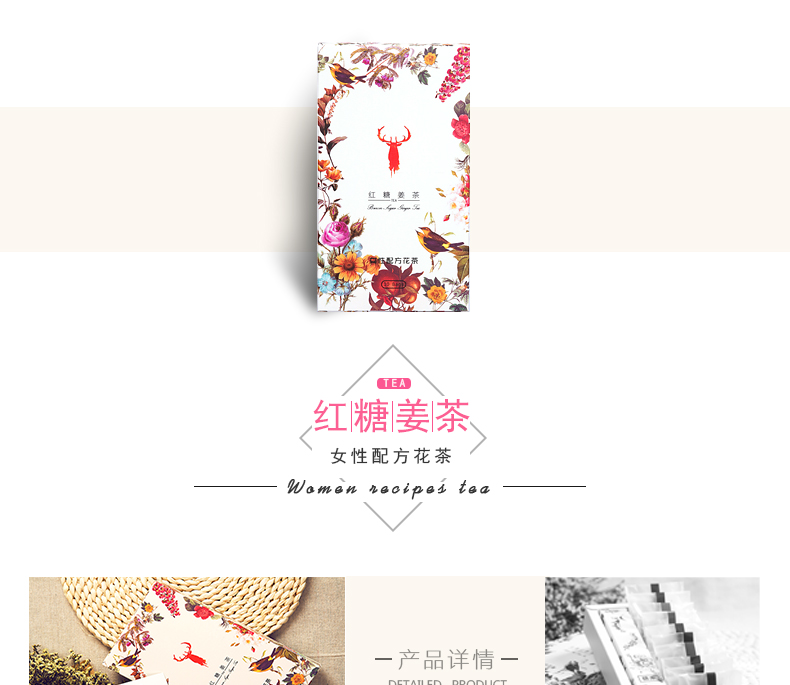 红糖姜茶
TEA
Brown Sugar Ginger Tea
女性配方花茶
TEA
红糖姜茶
女性配方花茶
Women recipes tea
产品详情
DETAILED PRODUCT